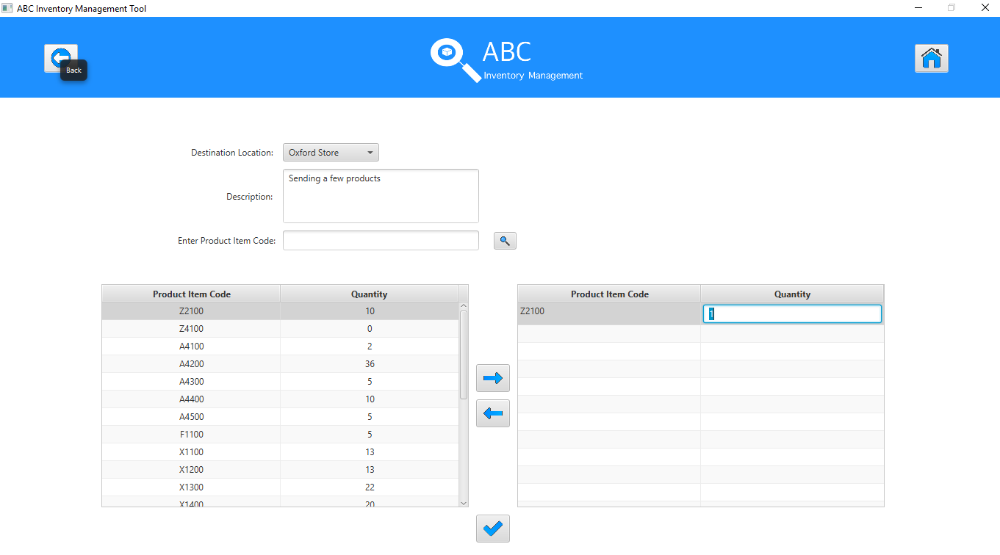 ABC Inventory Management Tool
Back
ABC
Inventory Management
Destination Location: Oxford Store
Description: Sending a few products
Enter Product Item Code:
Product Item Code Quantity
Z2100 10
Z4100 0
A4100 2
A4200 36
A4300 5
A4400 10
A4500 5
F1100 5
X1100 13
X1200 13
X1300 22
X1400 20
Product Item Code Quantity
Z2100 1